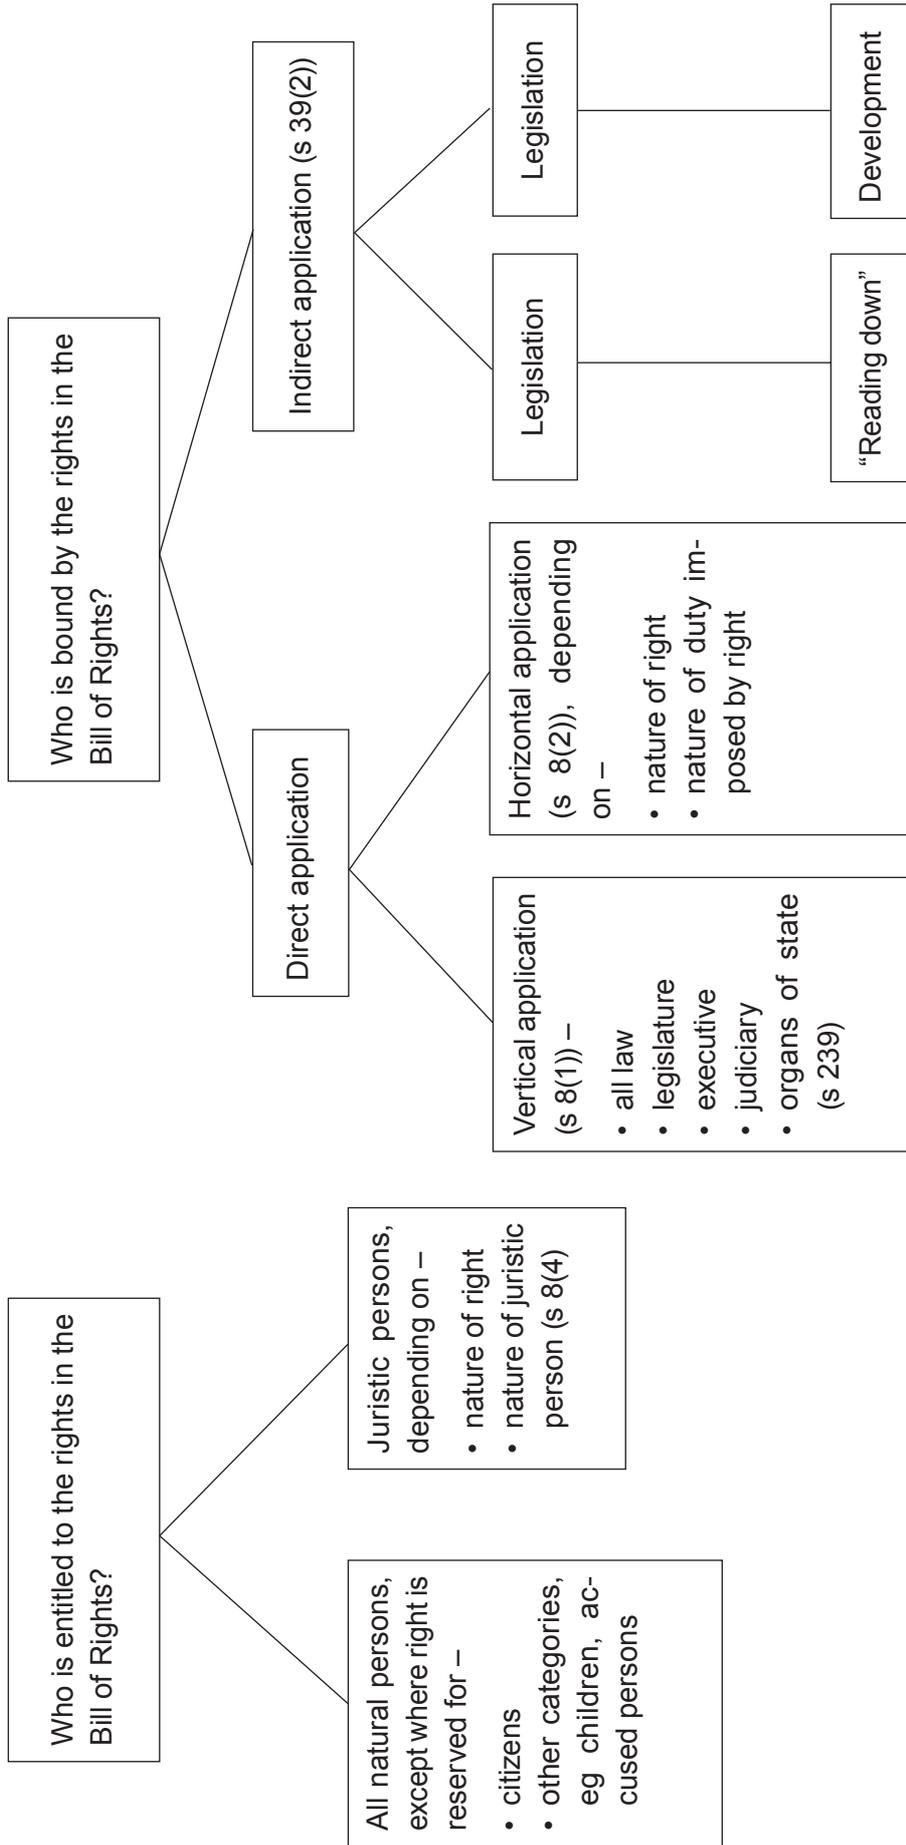 Who is entitled to the rights in the
Bill of Rights?
All natural persons,
except where right is
reserved for –
• citizens
• other categories,
eg children, ac-
cused persons
Juristic persons,
depending on –
• nature of right
• nature of juristic
person (s 8(4)
Who is bound by the rights in the
Bill of Rights?
Direct application
Vertical application
(s 8(1)) –
• all law
• legislature
• executive
• judiciary
• organs of state
(s 239)
Horizontal application
(s 8(2)), depending
on –
• nature of right
• nature of duty im-
posed by right
Indirect application (s 39(2))
Legislation
“Reading down”
Legislation
Development